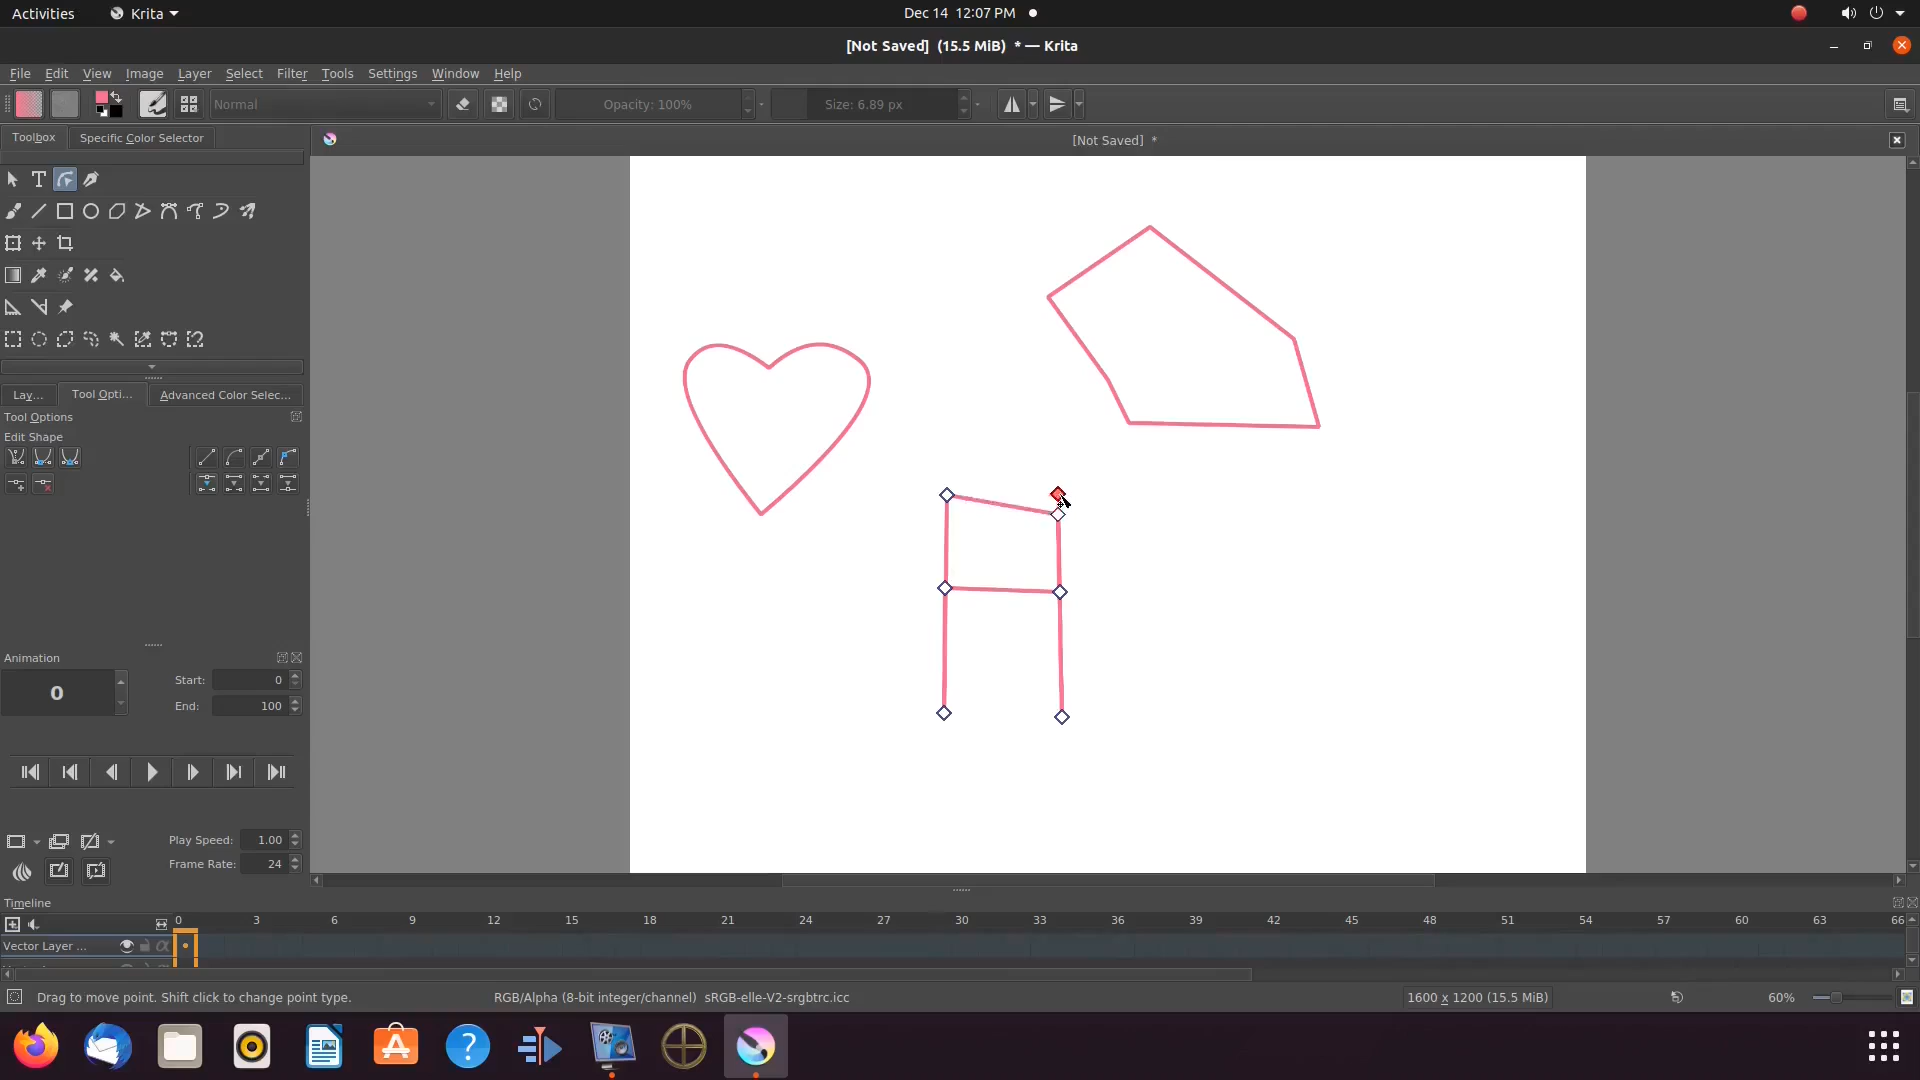 Activities Krita Dec 14 12:07 PM
[Not Saved] (15.5 MiB) * — Krita
File Edit View Image Layer Select Filter Tools Settings Window Help
Normal Opacity: 100% Size: 6.89 px
Toolbox Specific Color Selector [Not Saved] *
Lay... Tool Opti... Advanced Color Selec...
Tool Options
Edit Shape
Animation
0 Start: 0
End: 100
Play Speed: 1.00
Frame Rate: 24
Timeline
0 3 6 9 12 15 18 21 24 27 30 33 36 39 42 45 48 51 54 57 60 63 66
Vector Layer ...
Drag to move point. Shift click to change point type. RGB/Alpha (8-bit integer/channel) sRGB-elle-V2-srgbtrc.icc 1600 x 1200 (15.5 MiB) 60%